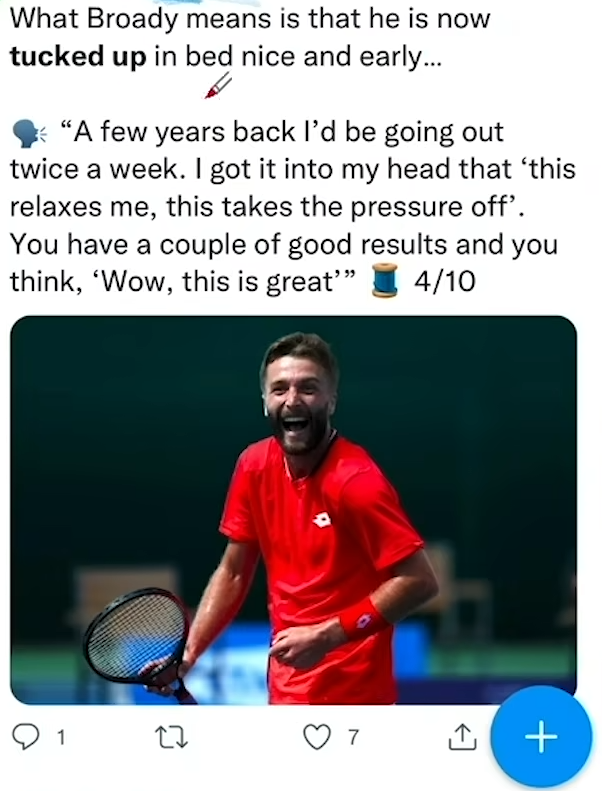 What Broady means is that he is now
tucked up in bed nice and early...
🗣️ “A few years back I’d be going out
twice a week. I got it into my head that ‘this
relaxes me, this takes the pressure off’.
You have a couple of good results and you
think, ‘Wow, this is great’” 🧵 4/10
1
7